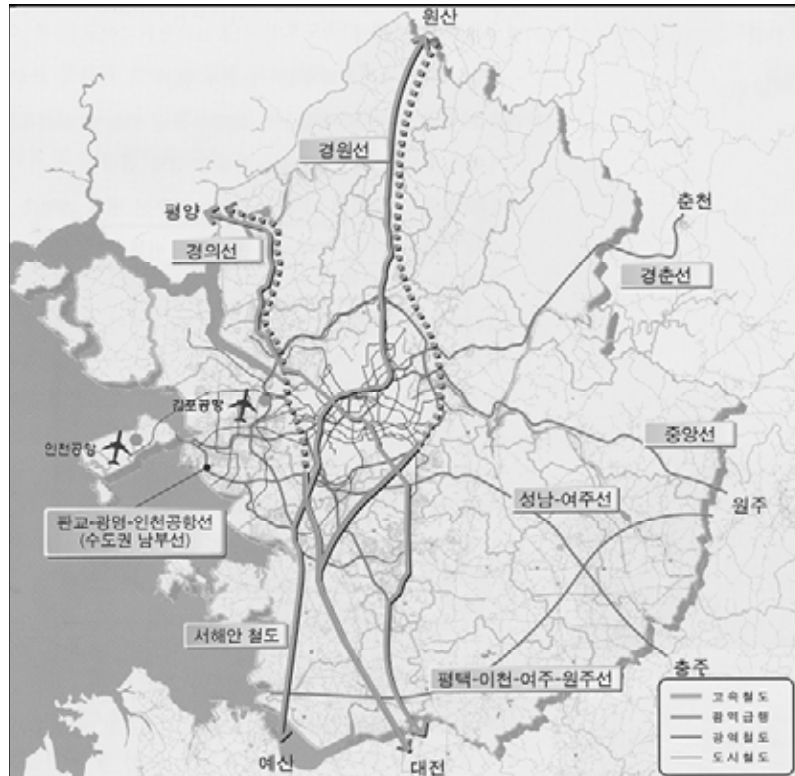 원산
경원선
평양
경의선
춘천
경춘선
김포공항
인천공항
중앙선
성남-여주선
원주
판교-광명-인천공항선
(수도권 남부선)
서해안 철도
평택-이천-여주-원주선
충주
예산
대전
고속철도
광역급행
광역철도
도시철도